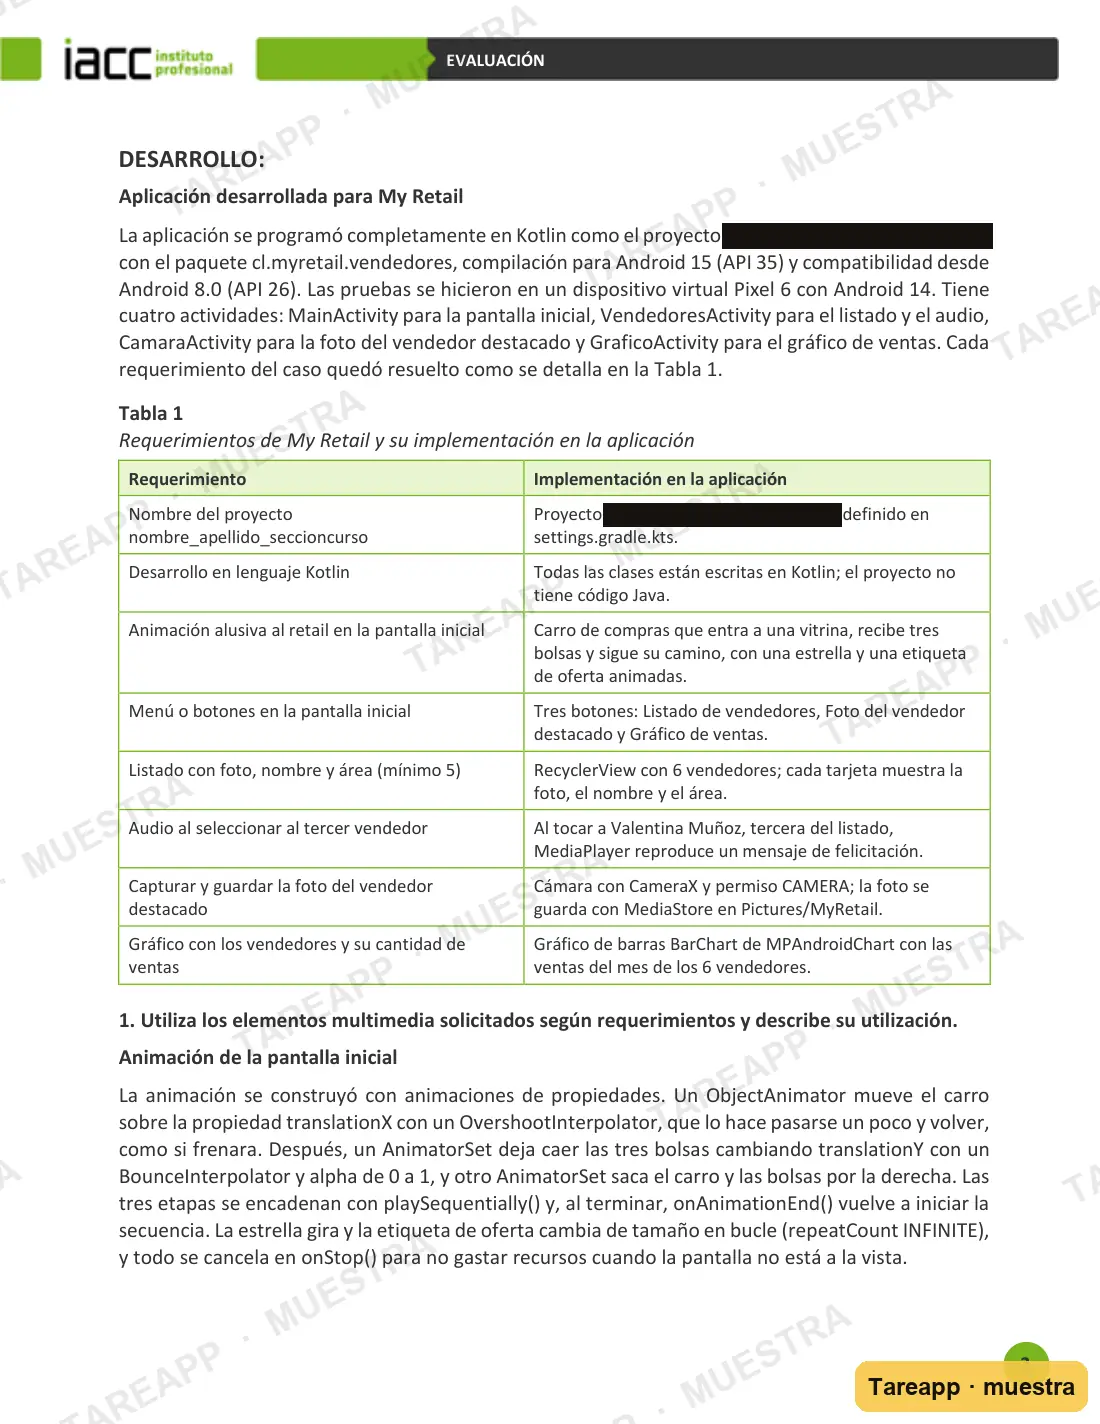 iacc instituto profesional
EVALUACIÓN
DESARROLLO:
Aplicación desarrollada para My Retail
La aplicación se programó completamente en Kotlin como el proyecto
con el paquete cl.myretail.vendedores, compilación para Android 15 (API 35) y compatibilidad desde
Android 8.0 (API 26). Las pruebas se hicieron en un dispositivo virtual Pixel 6 con Android 14. Tiene
cuatro actividades: MainActivity para la pantalla inicial, VendedoresActivity para el listado y el audio,
CamaraActivity para la foto del vendedor destacado y GraficoActivity para el gráfico de ventas. Cada
requerimiento del caso quedó resuelto como se detalla en la Tabla 1.
Tabla 1
Requerimientos de My Retail y su implementación en la aplicación
Requerimiento
Implementación en la aplicación
Nombre del proyecto
nombre_apellido_seccioncurso
Proyecto definido en
settings.gradle.kts.
Desarrollo en lenguaje Kotlin
Todas las clases están escritas en Kotlin; el proyecto no
tiene código Java.
Animación alusiva al retail en la pantalla inicial
Carro de compras que entra a una vitrina, recibe tres
bolsas y sigue su camino, con una estrella y una etiqueta
de oferta animadas.
Menú o botones en la pantalla inicial
Tres botones: Listado de vendedores, Foto del vendedor
destacado y Gráfico de ventas.
Listado con foto, nombre y área (mínimo 5)
RecyclerView con 6 vendedores; cada tarjeta muestra la
foto, el nombre y el área.
Audio al seleccionar al tercer vendedor
Al tocar a Valentina Muñoz, tercera del listado,
MediaPlayer reproduce un mensaje de felicitación.
Capturar y guardar la foto del vendedor
destacado
Cámara con CameraX y permiso CAMERA; la foto se
guarda con MediaStore en Pictures/MyRetail.
Gráfico con los vendedores y su cantidad de
ventas
Gráfico de barras BarChart de MPAndroidChart con las
ventas del mes de los 6 vendedores.
1. Utiliza los elementos multimedia solicitados según requerimientos y describe su utilización.
Animación de la pantalla inicial
La animación se construyó con animaciones de propiedades. Un ObjectAnimator mueve el carro
sobre la propiedad translationX con un OvershootInterpolator, que lo hace pasarse un poco y volver,
como si frenara. Después, un AnimatorSet deja caer las tres bolsas cambiando translationY con un
BounceInterpolator y alpha de 0 a 1, y otro AnimatorSet saca el carro y las bolsas por la derecha. Las
tres etapas se encadenan con playSequentially() y, al terminar, onAnimationEnd() vuelve a iniciar la
secuencia. La estrella gira y la etiqueta de oferta cambia de tamaño en bucle (repeatCount INFINITE),
y todo se cancela en onStop() para no gastar recursos cuando la pantalla no está a la vista.
Tareapp · muestra
TAREAPP · MUESTRA